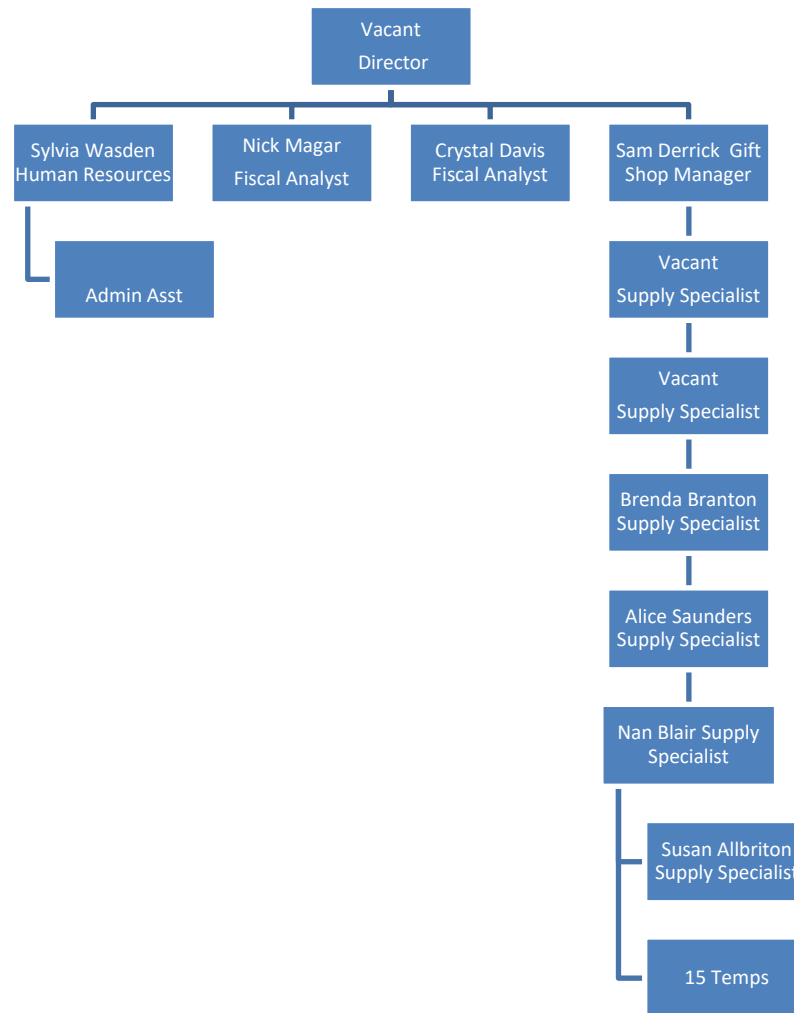 Vacant
Director
Sylvia Wasden
Human Resources
Nick Magar
Fiscal Analyst
Crystal Davis
Fiscal Analyst
Sam Derrick  Gift
Shop Manager
Admin Asst
Vacant
Supply Specialist
Vacant
Supply Specialist
Brenda Branton
Supply Specialist
Alice Saunders
Supply Specialist
Nan Blair Supply
Specialist
Susan Allbriton
Supply Specialist
15 Temps